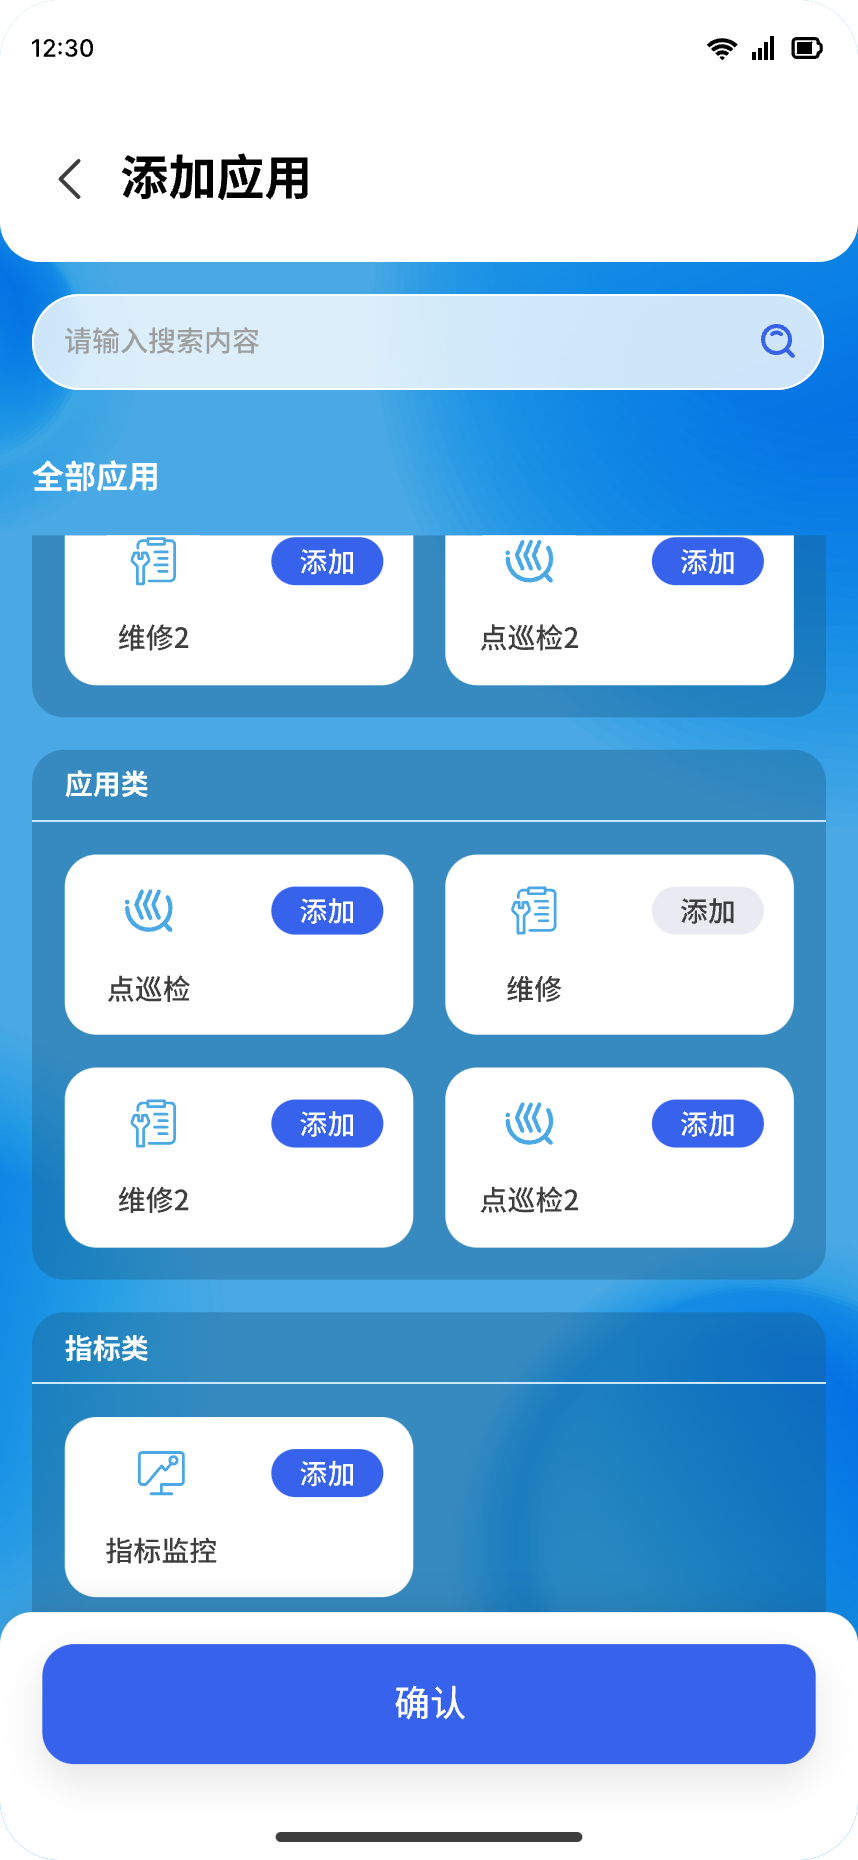 12:30
添加应用
请输入搜索内容
全部应用
添加
添加
维修2
点巡检2
应用类
添加
添加
点巡检
维修
添加
添加
维修2
点巡检2
指标类
添加
指标监控
确认